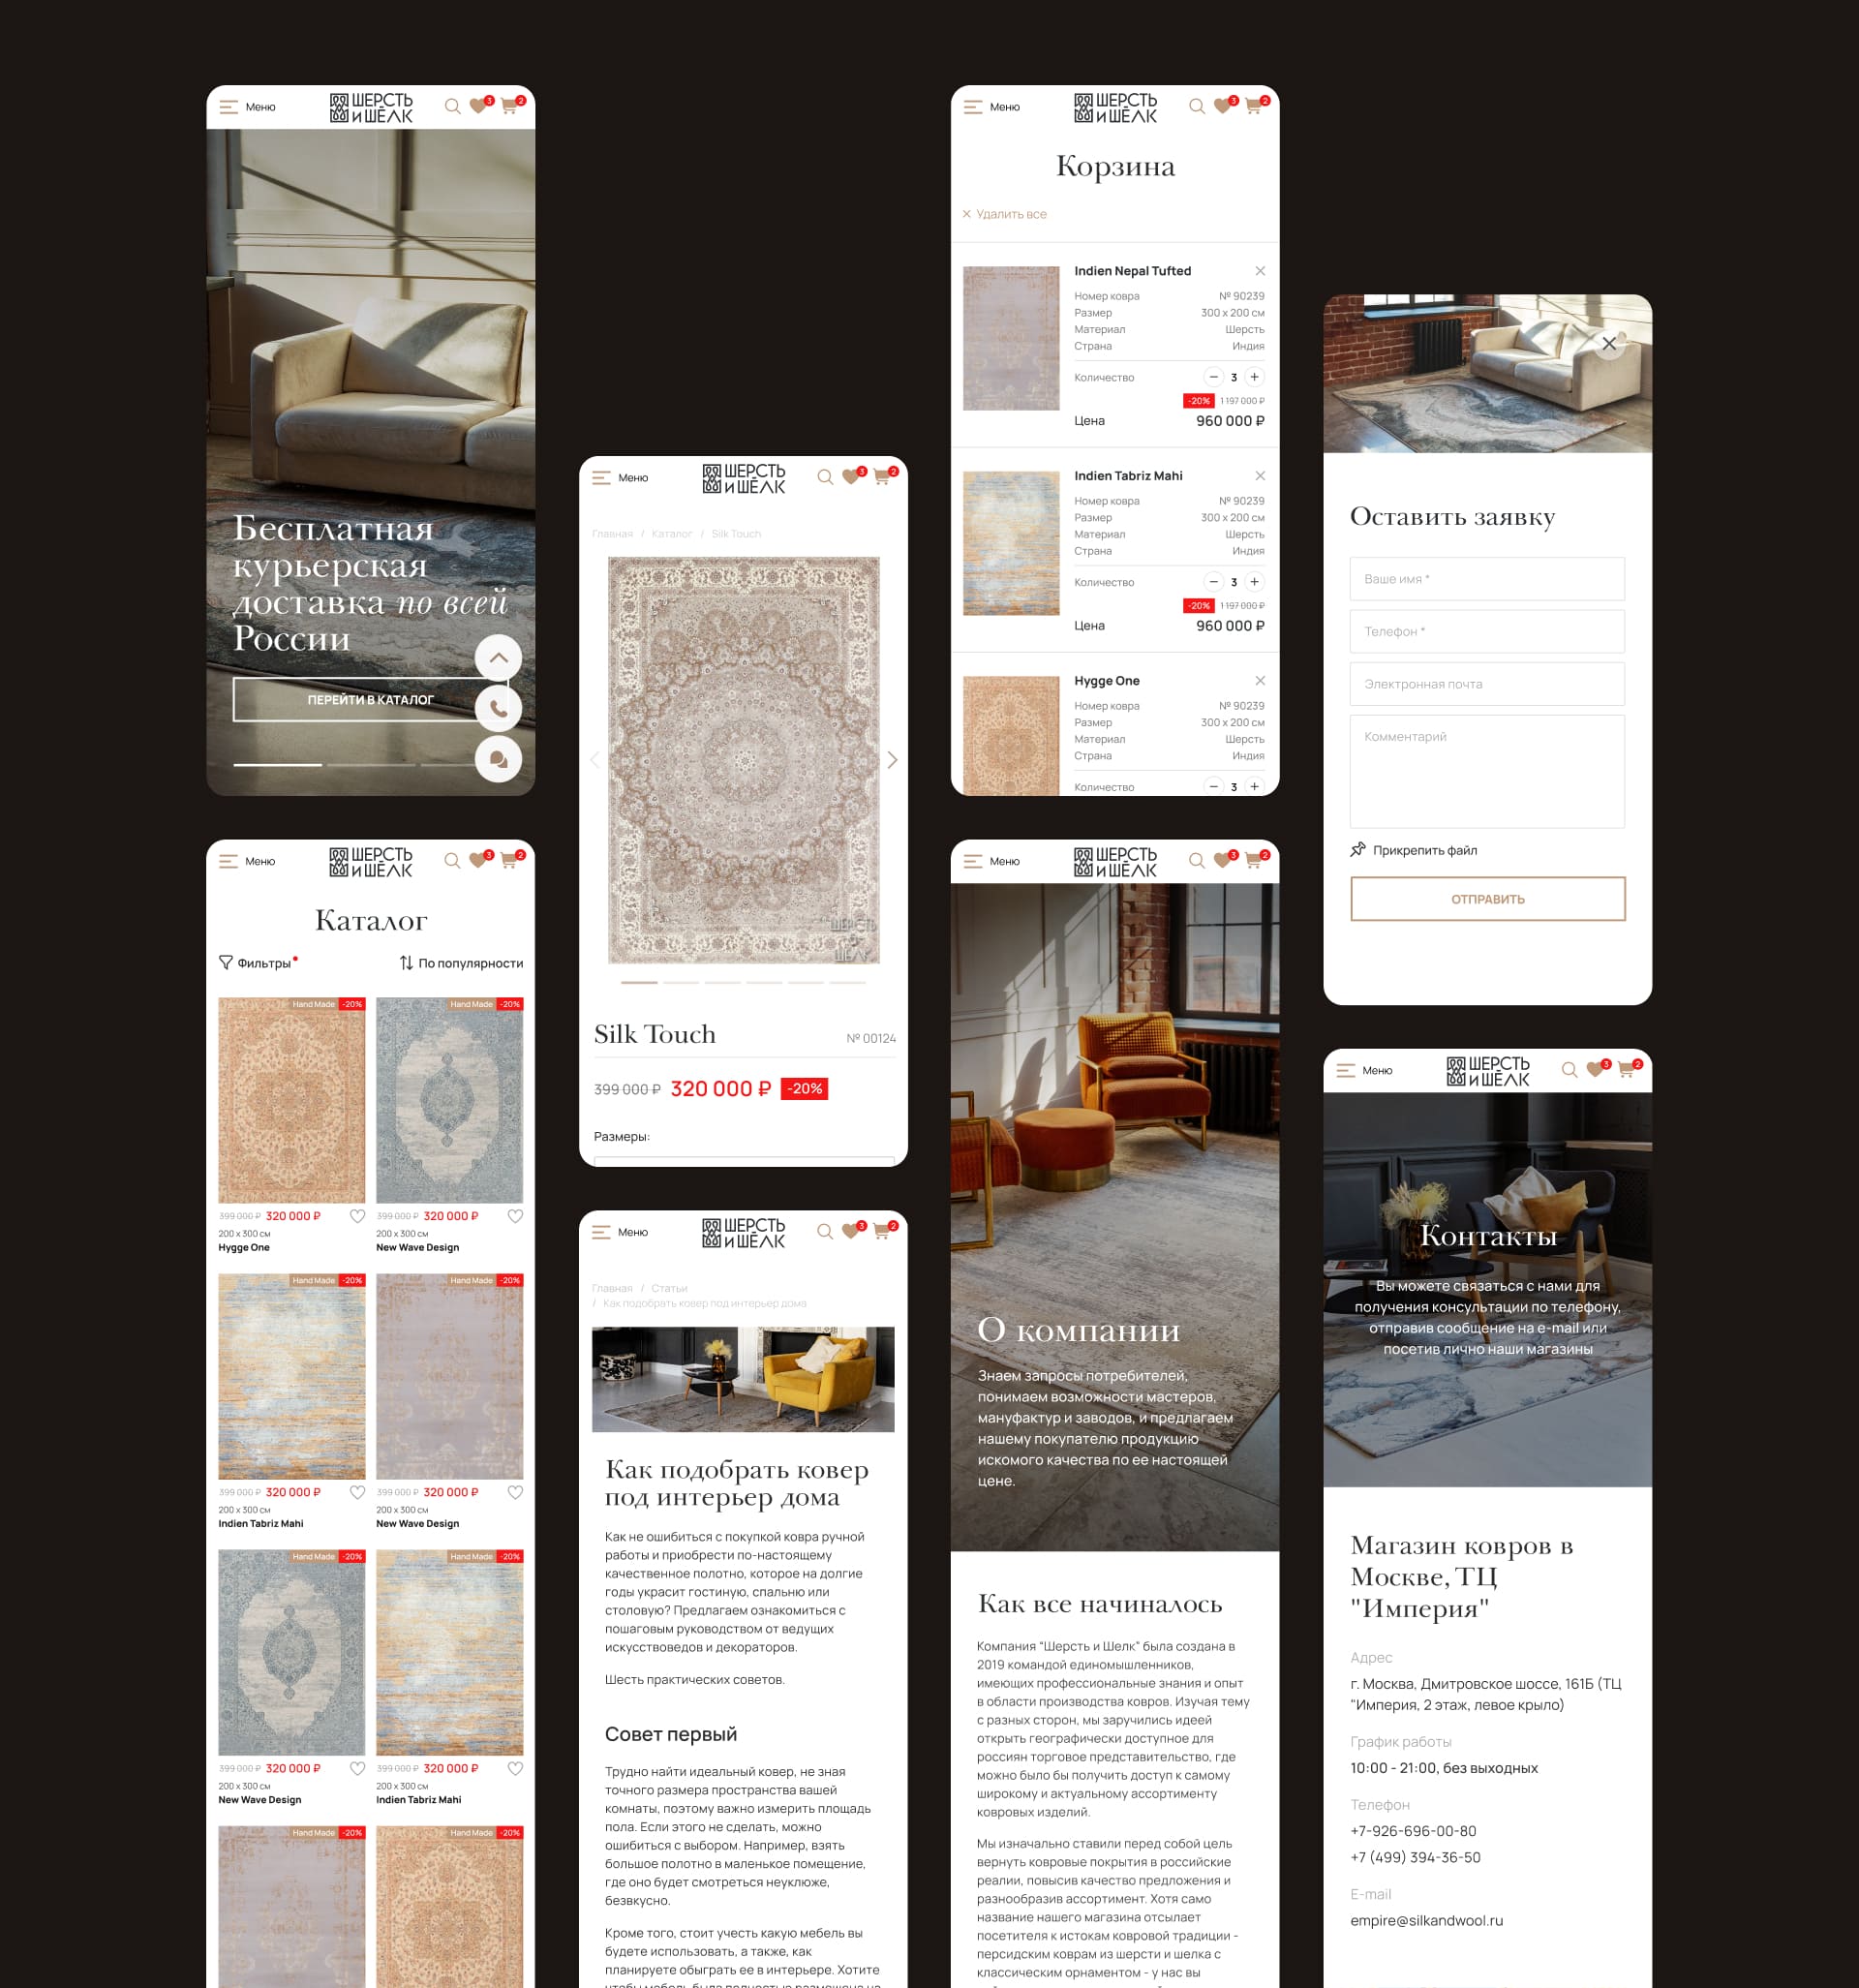 Меню
ШЕРСТЬ
И ШЁЛК
3
2
Бесплатная
курьерская
доставка по всей
России
ПЕРЕЙТИ В КАТАЛОГ
Меню
ШЕРСТЬ
И ШЁЛК
3
2
Каталог
Фильтры
По популярности
Hand Made -20%
Hand Made -20%
399 000 ₽ 320 000 ₽
200 x 300 см
Hygge One
399 000 ₽ 320 000 ₽
200 x 300 см
New Wave Design
Hand Made -20%
Hand Made -20%
399 000 ₽ 320 000 ₽
200 x 300 см
Indien Tabriz Mahi
399 000 ₽ 320 000 ₽
200 x 300 см
New Wave Design
Hand Made -20%
Hand Made -20%
399 000 ₽ 320 000 ₽
200 x 300 см
New Wave Design
399 000 ₽ 320 000 ₽
200 x 300 см
Indien Tabriz Mahi
Hand Made -20%
Hand Made -20%
Меню
ШЕРСТЬ
И ШЁЛК
3
2
Главная / Каталог / Silk Touch
ШЕРСТЬ
&
ШЕЛК
Silk Touch
№ 00124
399 000 ₽ 320 000 ₽ -20%
Размеры:
Меню
ШЕРСТЬ
И ШЁЛК
3
2
Главная / Статьи
/ Как подобрать ковер под интерьер дома
Как подобрать ковер
под интерьер дома
Как не ошибиться с покупкой ковра ручной
работы и приобрести по-настоящему
качественное полотно, которое на долгие
годы украсит гостиную, спальню или
столовую? Предлагаем ознакомиться с
пошаговым руководством от ведущих
искусствоведов и декораторов.
Шесть практических советов.
Совет первый
Трудно найти идеальный ковер, не зная
точного размера пространства вашей
комнаты, поэтому важно измерить площадь
пола. Если этого не сделать, можно
ошибиться с выбором. Например, взять
большое полотно в маленькое помещение,
где оно будет смотреться неуклюже,
безвкусно.
Кроме того, стоит учесть какую мебель вы
будете использовать, а также, как
планируете обыграть ее в интерьере. Хотите
Меню
ШЕРСТЬ
И ШЁЛК
3
2
Корзина
Удалить все
Indien Nepal Tufted
Номер ковра № 90239
Размер 300 x 200 см
Материал Шерсть
Страна Индия
Количество 3
-20% 1 197 000 ₽
Цена 960 000 ₽
Indien Tabriz Mahi
Номер ковра № 90239
Размер 300 x 200 см
Материал Шерсть
Страна Индия
Количество 3
-20% 1 197 000 ₽
Цена 960 000 ₽
Hygge One
Номер ковра № 90239
Размер 300 x 200 см
Материал Шерсть
Страна Индия
Количество 3
Меню
ШЕРСТЬ
И ШЁЛК
3
2
О компании
Знаем запросы потребителей,
понимаем возможности мастеров,
мануфактур и заводов, и предлагаем
нашему покупателю продукцию
искомого качества по ее настоящей
цене.
Как все начиналось
Компания "Шерсть и Шелк" была создана в
2019 командой единомышленников,
имеющих профессиональные знания и опыт
в области производства ковров. Изучая тему
с разных сторон, мы заручились идеей
открыть географически доступное для
россиян торговое представительство, где
можно было бы получить доступ к самому
широкому и актуальному ассортименту
ковровых изделий.
Мы изначально ставили перед собой цель
вернуть ковровые покрытия в российские
реалии, повысив качество предложения и
разнообразив ассортимент. Хотя само
название нашего магазина отсылает
посетителя к истокам ковровой традиции -
персидским коврам из шерсти и шелка с
классическим орнаментом - у нас вы
Оставить заявку
Ваше имя *
Телефон *
Электронная почта
Комментарий
Прикрепить файл
ОТПРАВИТЬ
Меню
ШЕРСТЬ
И ШЁЛК
3
2
Контакты
Вы можете связаться с нами для
получения консультации по телефону,
отправив сообщение на e-mail или
посетив лично наши магазины
Магазин ковров в
Москве, ТЦ
"Империя"
Адрес
г. Москва, Дмитровское шоссе, 161Б (ТЦ
"Империя, 2 этаж, левое крыло)
График работы
10:00 - 21:00, без выходных
Телефон
+7-926-696-00-80
+7 (499) 394-36-50
E-mail
empire@silkandwool.ru